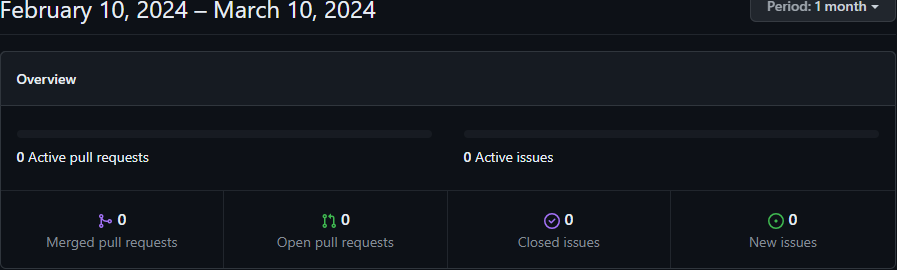 February 10, 2024 – March 10, 2024
Period: 1 month
Overview
0 Active pull requests
0 Active issues
0
Merged pull requests
0
Open pull requests
0
Closed issues
0
New issues